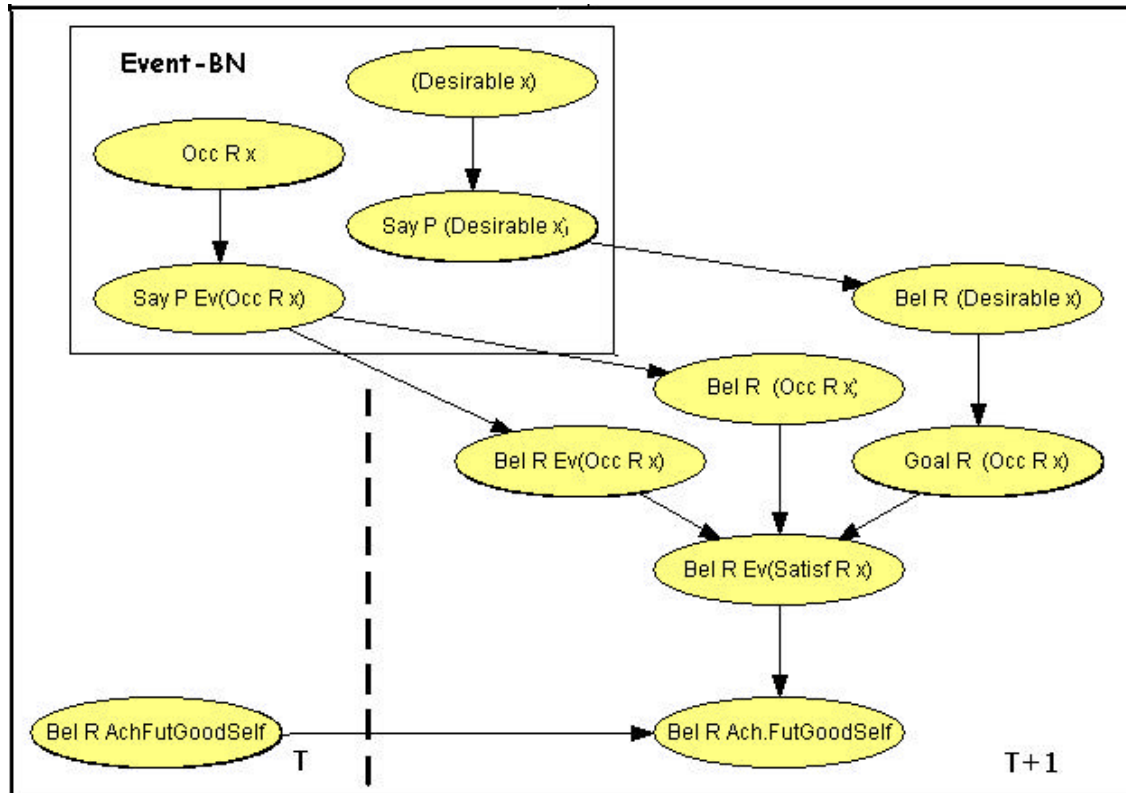 Event-BN
(Desirable x)
Occ R x
Say P (Desirable x)
Say P Ev(Occ R x)
Bel R (Desirable x)
Bel R (Occ R x)
Bel R Ev(Occ R x)
Goal R (Occ R x)
Bel R Ev(Satisf R x)
Bel R AchFutGoodSelf
Bel R Ach.FutGoodSelf
T
T+1